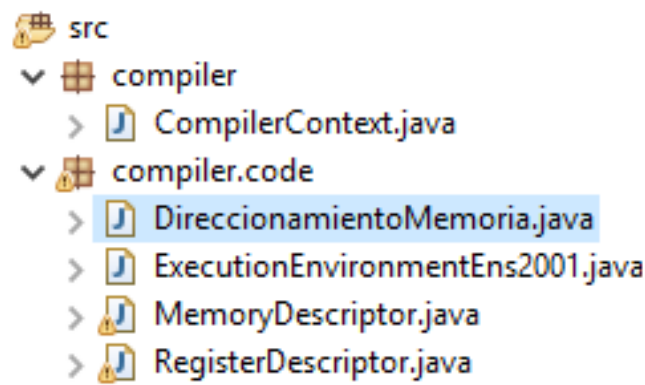 src
compiler
CompilerContext.java
compiler.code
DireccionamientoMemoria.java
ExecutionEnvironmentEns2001.java
MemoryDescriptor.java
RegisterDescriptor.java